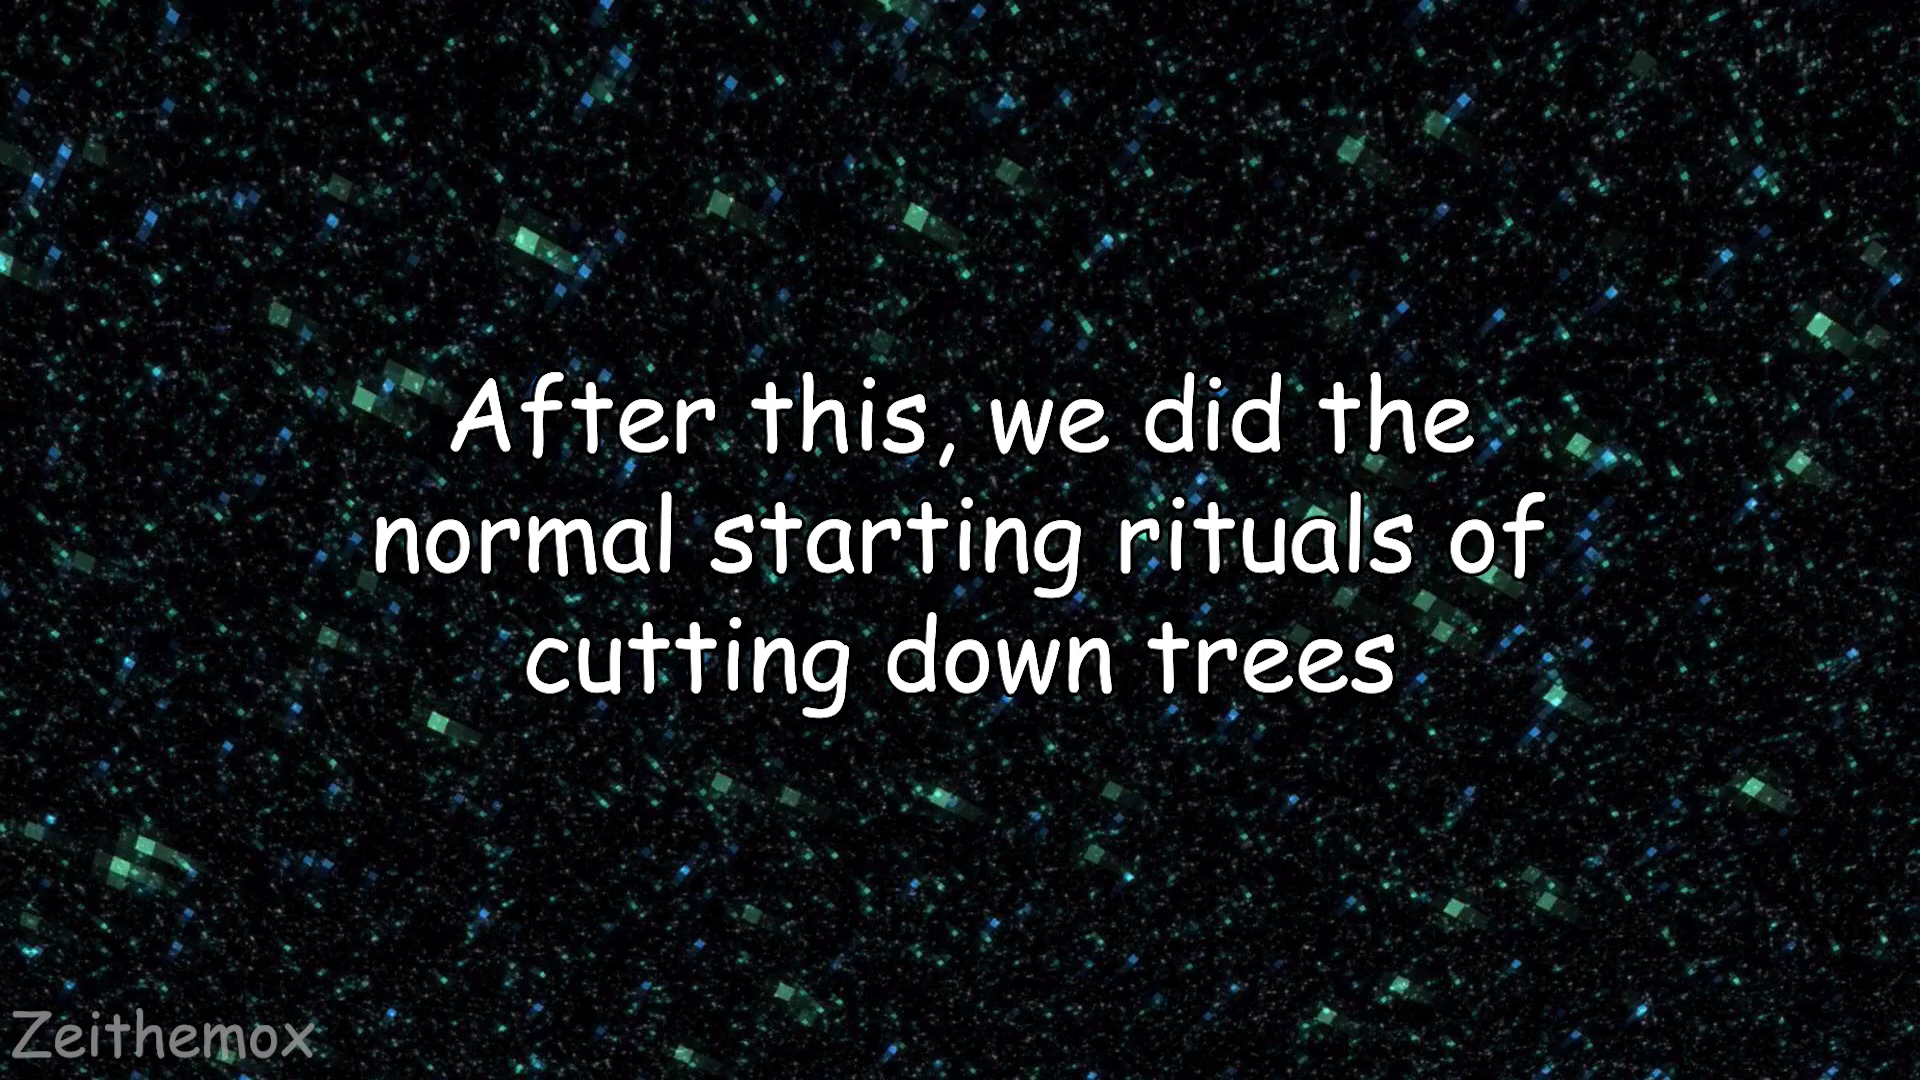 After this, we did the
normal starting rituals of
cutting down trees
Zeithemox